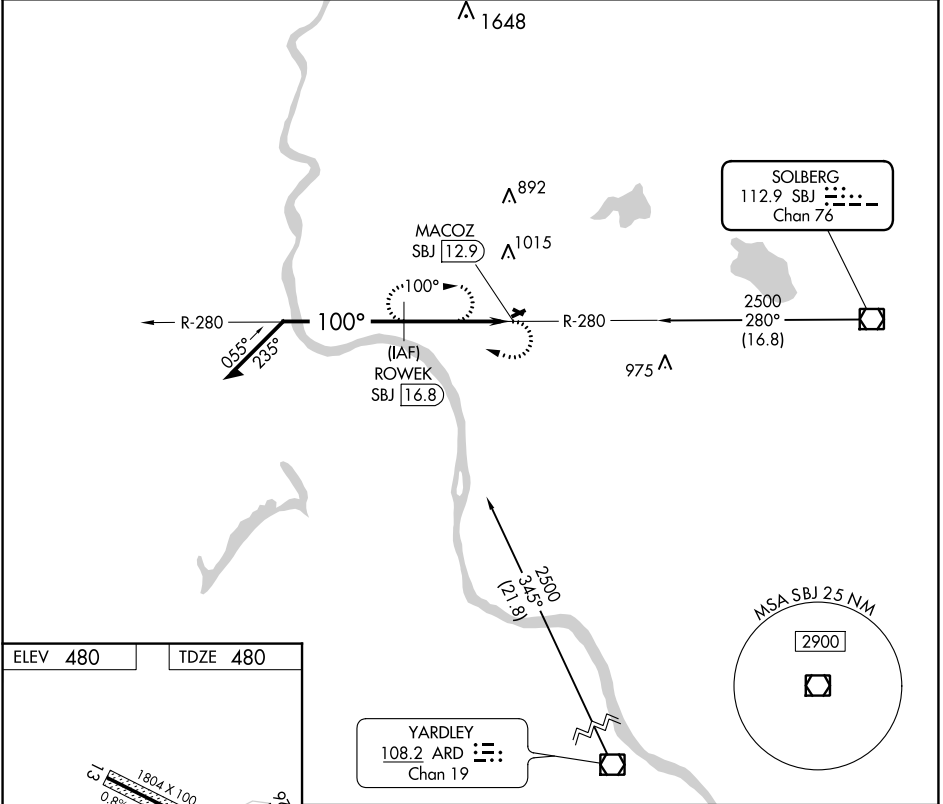 1648
SOLBERG
112.9 SBJ
Chan 76
892
MACOZ
SBJ 12.9
1015
100°
R-280
100°
R-280
2500
280°
(16.8)
055°
235°
(IAF)
ROWEK
SBJ 16.8
975
2500
345°
(21.8)
MSA SBJ 25 NM
2900
ELEV 480
TDZE 480
YARDLEY
108.2 ARD
Chan 19
13
1804 X 100
0.8%